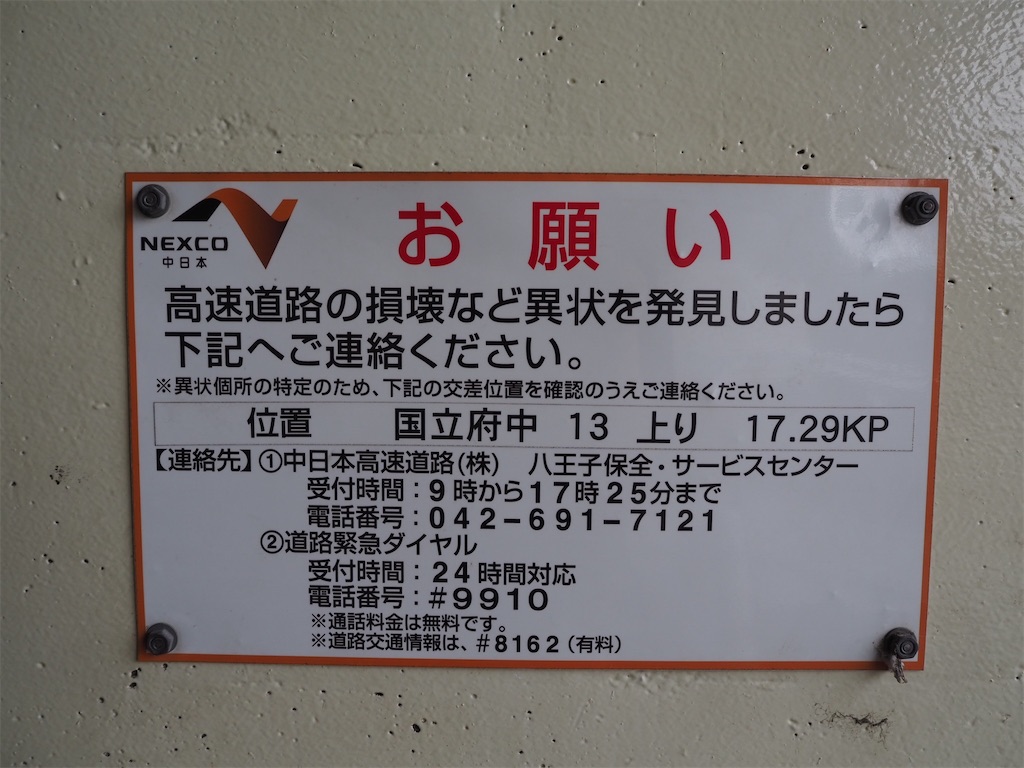 NEXCO
中日本
お願い
高速道路の損壊など異状を発見しましたら
下記へご連絡ください。
※異状個所の特定のため、下記の交差位置を確認のうえご連絡ください。
位置 国立府中 13 上り 17.29KP
【連絡先】①中日本高速道路(株) 八王子保全・サービスセンター
受付時間：9時から17時25分まで
電話番号：042-691-7121
②道路緊急ダイヤル
受付時間：24時間対応
電話番号：#9910
※通話料金は無料です。
※道路交通情報は、#8162(有料)